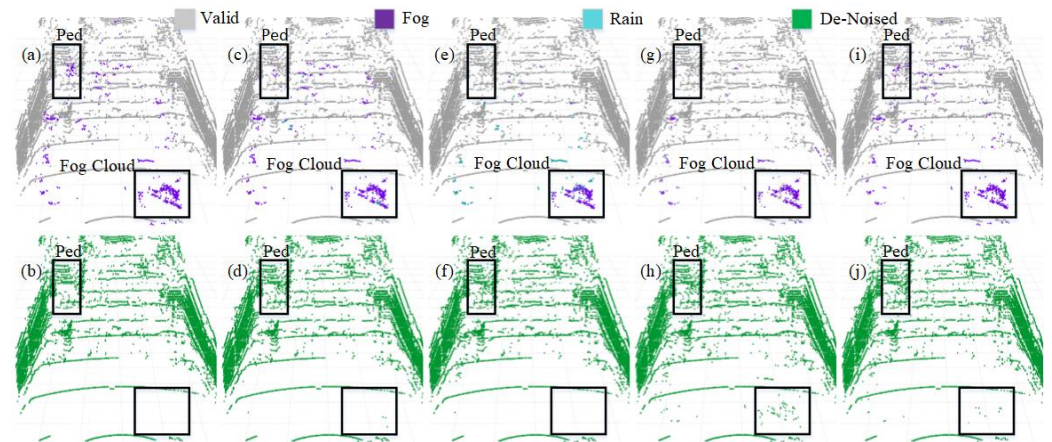 Valid Fog Rain De-Noised
Ped Ped Ped Ped Ped
(a) (c) (e) (g) (i)
Fog Cloud Fog Cloud Fog Cloud Fog Cloud Fog Cloud
Ped Ped Ped Ped Ped
(b) (d) (f) (h) (j)